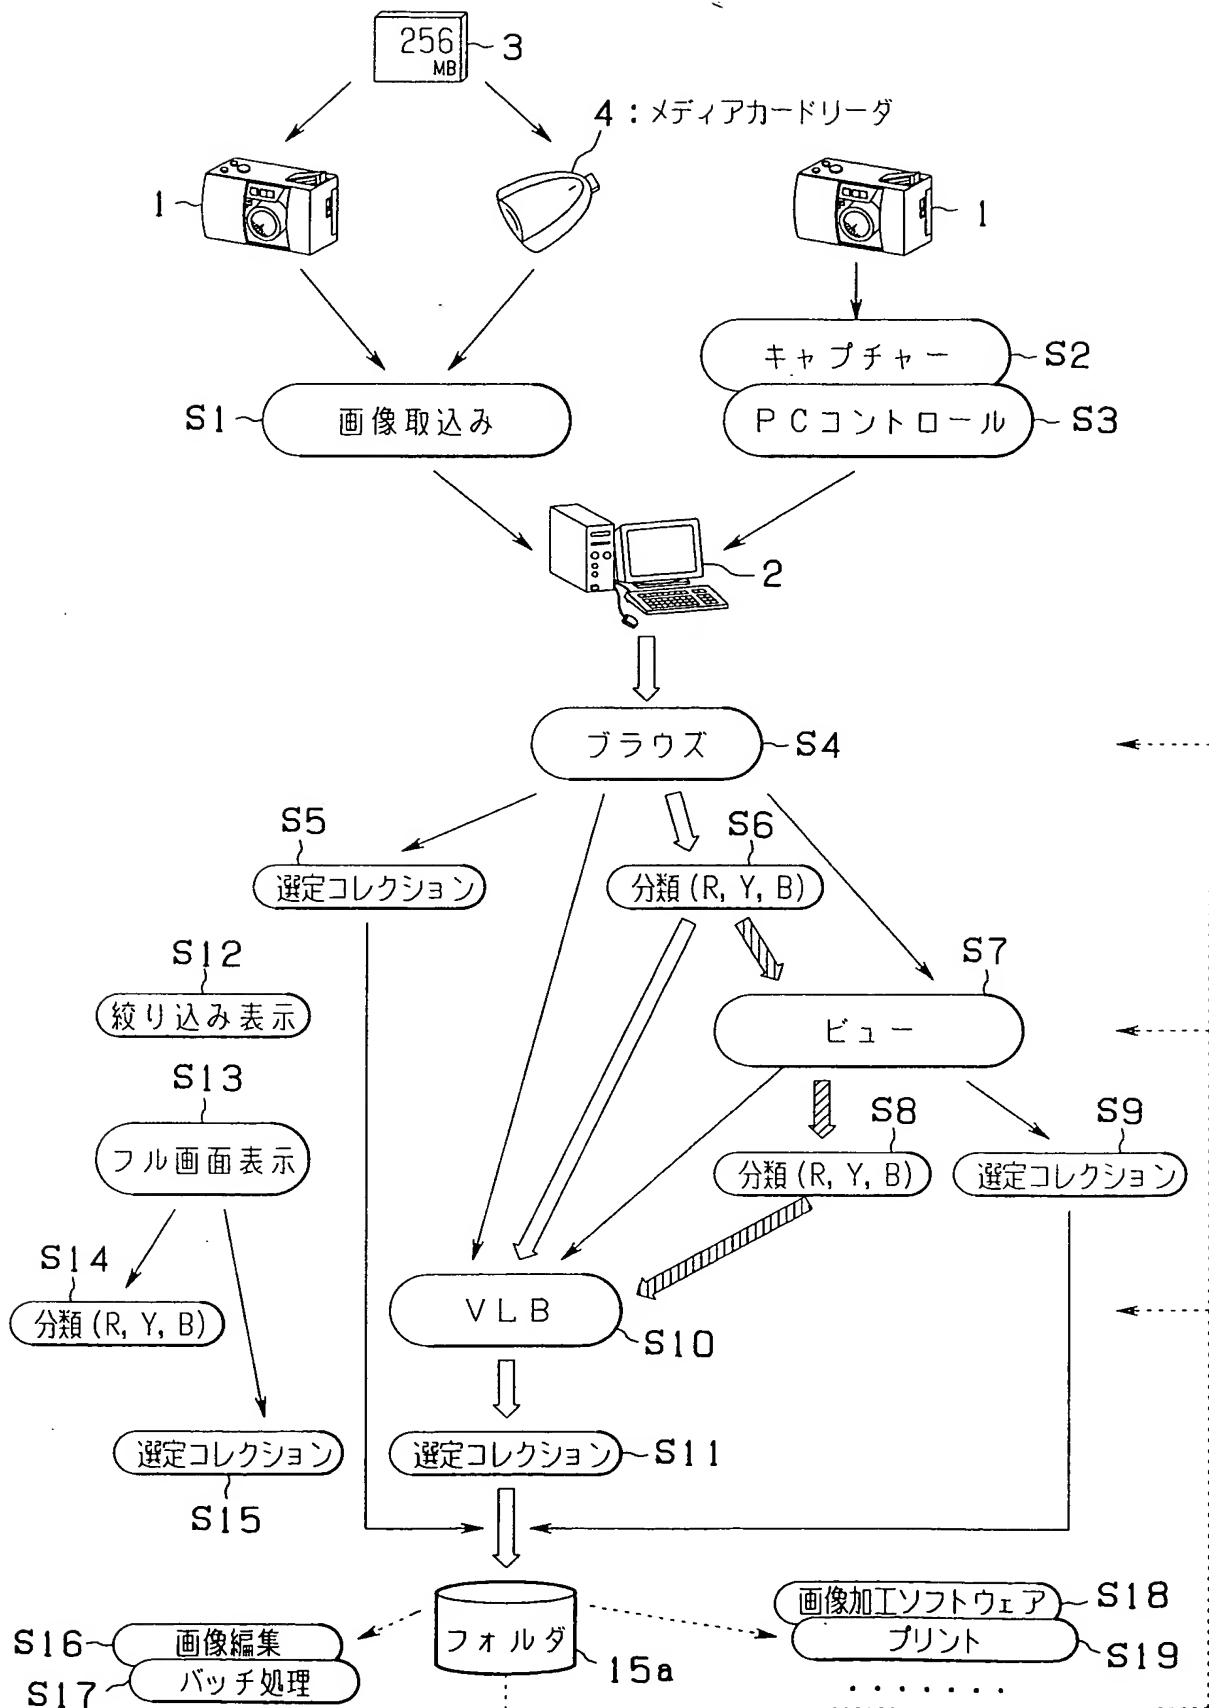 256
MB
3
4：メディアカードリーダ
1
1
キャプチャー
S2
S1
画像取込み
PCコントロール
S3
2
ブラウズ
S4
S5
選定コレクション
S6
分類(R, Y, B)
S12
絞り込み表示
S7
ビュー
S13
フル画面表示
S8
分類(R, Y, B)
S9
選定コレクション
S14
分類(R, Y, B)
VLB
S10
選定コレクション
S15
選定コレクション
S11
フォルダ
15a
S16
画像編集
S17
バッチ処理
画像加工ソフトウェア
S18
プリント
S19
・・・・・・・